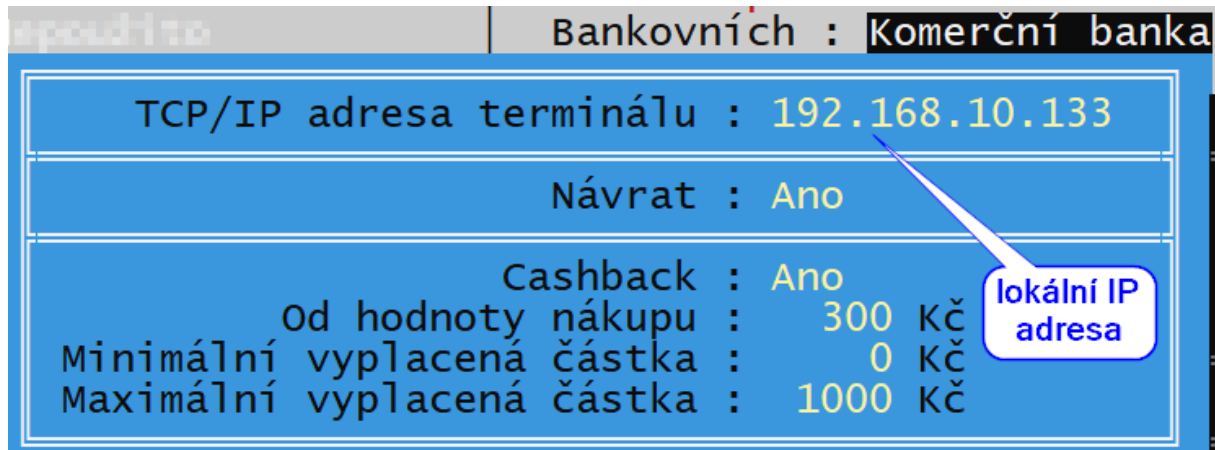 Bankovních : Komerční banka
TCP/IP adresa terminálu : 192.168.10.133
Návrat : Ano
Cashback : Ano
Od hodnoty nákupu : 300 Kč
Minimální vyplacená částka : 0 Kč
Maximální vyplacená částka : 1000 Kč
lokální IP
adresa